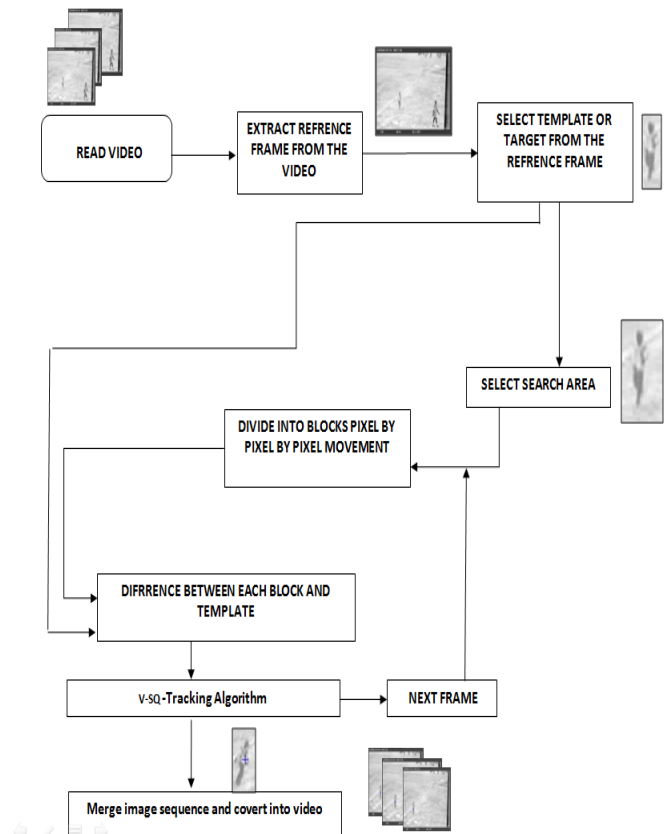 READ VIDEO
EXTRACT REFRENCE
FRAME FROM THE
VIDEO
SELECT TEMPLATE OR
TARGET FROM THE
REFRENCE FRAME
SELECT SEARCH AREA
DIVIDE INTO BLOCKS PIXEL BY
PIXEL BY PIXEL MOVEMENT
DIFRRENCE BETWEEN EACH BLOCK AND
TEMPLATE
V-SQ -Tracking Algorithm
NEXT FRAME
Merge image sequence and covert into video